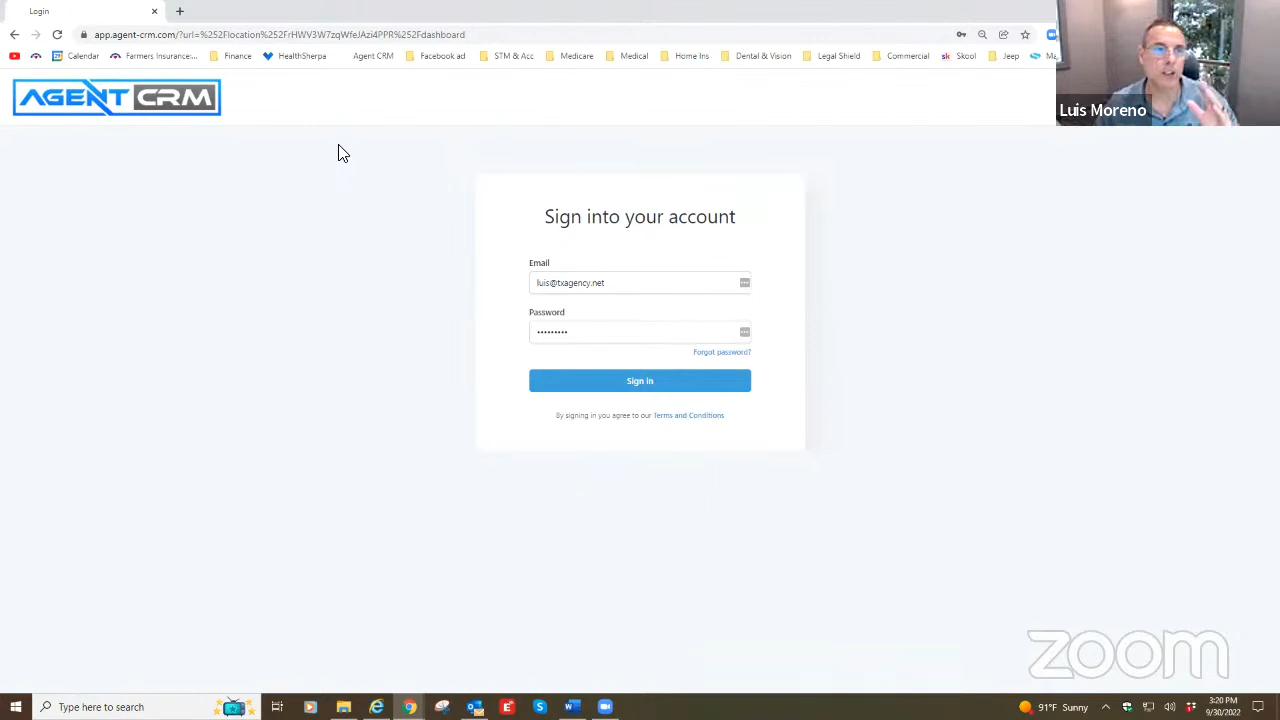 Login
app.agent-crm.com/?url=%252Flocation%252FrHWV3W7zqW
%252Fdashboard
Calendar
Farmers Insurance:...
Finance
HealthSherpa
Agent CRM
Facebook ad
STM & Acc
Medicare
Medical
Home Ins
Dental & Vision
Legal Shield
Commercial
sk Skool
Jeep
AGENT CRM
Luis Moreno
Sign into your account
Email
luis@txagency.net
Password
Forgot password?
Sign in
By signing in you agree to our Terms and Conditions
zoom
Type here to search
91°F Sunny
3:20 PM
9/30/2022